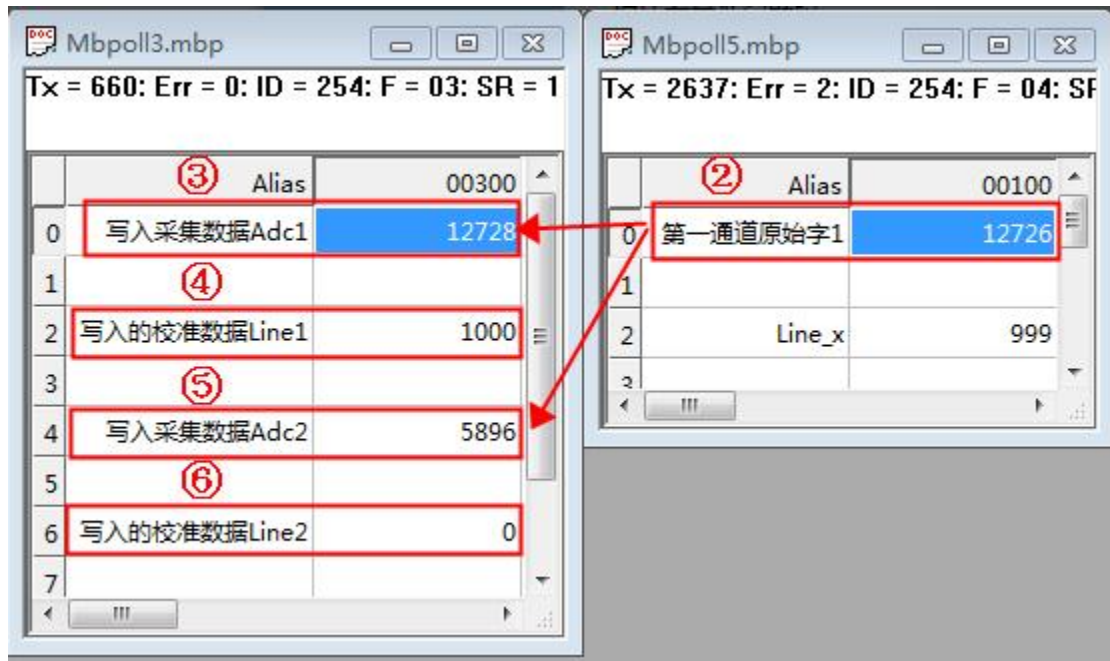 Mbpoll3.mbp
Tx = 660: Err = 0: ID = 254: F = 03: SR = 1
③ Alias 00300
0 写入采集数据Adc1 12728
1 ④
2 写入的校准数据Line1 1000
3 ⑤
4 写入采集数据Adc2 5896
5 ⑥
6 写入的校准数据Line2 0
7
Mbpoll5.mbp
Tx = 2637: Err = 2: ID = 254: F = 04: SR
② Alias 00100
0 第一通道原始字1 12726
1
2 Line_x 999
3